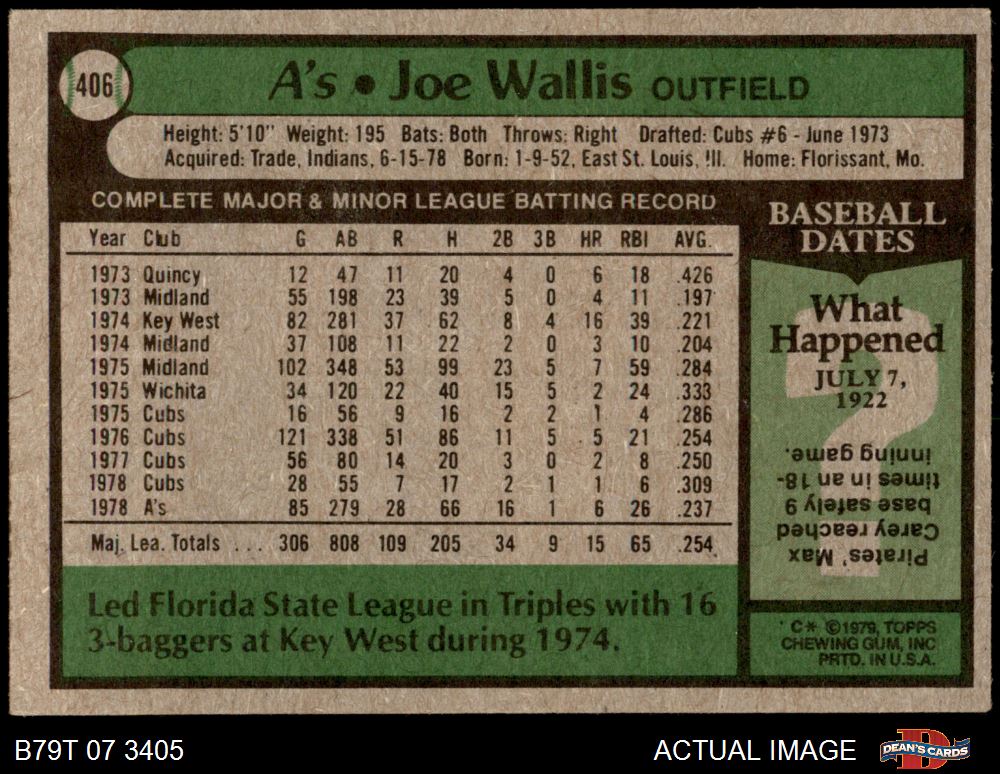 406
A's • Joe Wallis OUTFIELD
Height: 5'10" Weight: 195 Bats: Both Throws: Right Drafted: Cubs #6 - June 1973
Acquired: Trade, Indians, 6-15-78 Born: 1-9-52, East St. Louis, Ill. Home: Florissant, Mo.
COMPLETE MAJOR & MINOR LEAGUE BATTING RECORD
Year Club G AB R H 2B 3B HR RBI AVG.
1973 Quincy 12 47 11 20 4 0 6 18 .426
1973 Midland 55 198 23 39 5 0 4 11 .197
1974 Key West 82 281 37 62 8 4 16 39 .221
1974 Midland 37 108 11 22 2 0 3 10 .204
1975 Midland 102 348 53 99 23 5 7 59 .284
1975 Wichita 34 120 22 40 15 5 2 24 .333
1975 Cubs 16 56 9 16 2 2 1 4 .286
1976 Cubs 121 338 51 86 11 5 5 21 .254
1977 Cubs 56 80 14 20 3 0 2 8 .250
1978 Cubs 28 55 7 17 2 1 1 6 .309
1978 A's 85 279 28 66 16 1 6 26 .237
Maj. Lea. Totals ... 306 808 109 205 34 9 15 65 .254
Led Florida State League in Triples with 16
3-baggers at Key West during 1974.
BASEBALL
DATES
What
Happened
JULY 7,
1922
?
Pirates' Max
Carey reached
base safely 9
times in an 18-
inning game.
C* ©1979, TOPPS
CHEWING GUM, INC
PRTD. IN U.S.A.
B79T 07 3405
ACTUAL IMAGE
B
DEAN'S CARDS